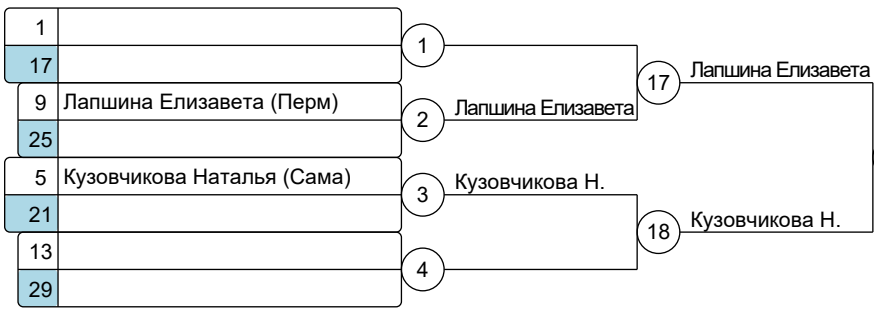 1
17
1
9 Лапшина Елизавета (Перм)
25
2 Лапшина Елизавета
17 Лапшина Елизавета
5 Кузовчикова Наталья (Сама)
21
3 Кузовчикова Н.
13
29
4
18 Кузовчикова Н.